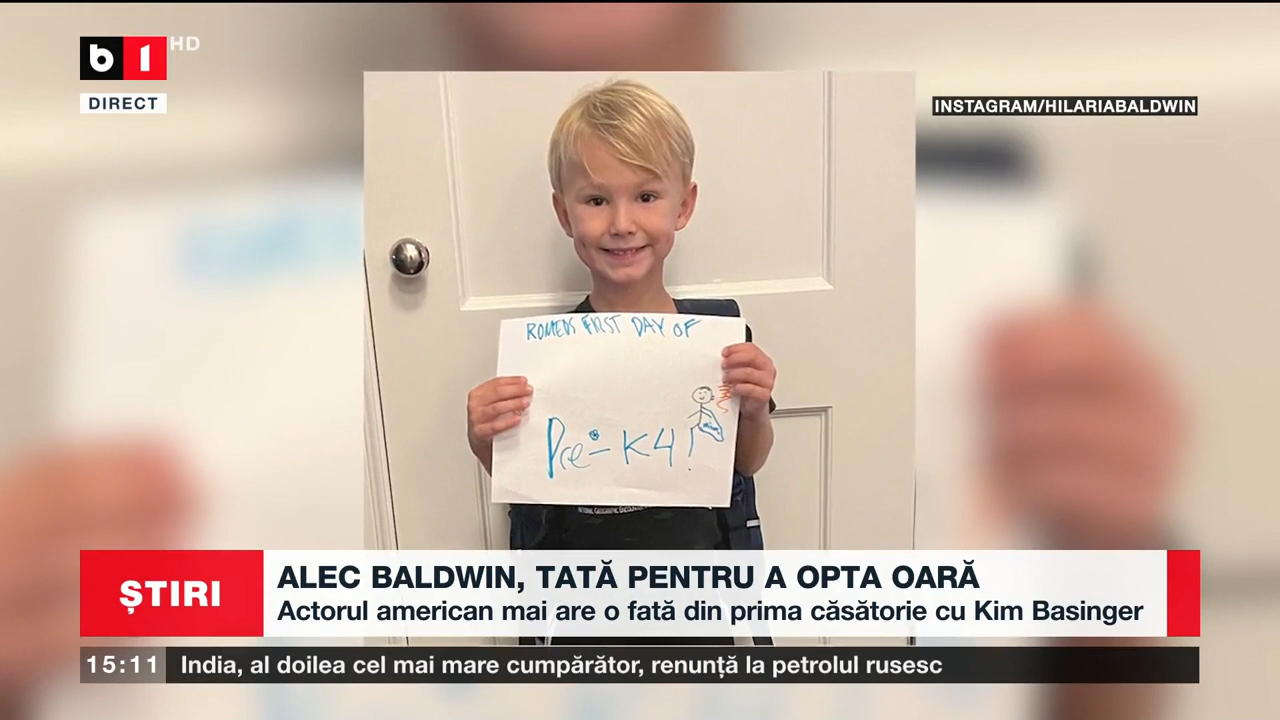 b1 HD
DIRECT
INSTAGRAM/HILARIABALDWIN
ROMEOS FIRST DAY OF
Pre-K4!
ȘTIRI
ALEC BALDWIN, TATĂ PENTRU A OPTA OARĂ
Actorul american mai are o fată din prima căsătorie cu Kim Basinger
15:11 India, al doilea cel mai mare cumpărător, renunță la petrolul rusesc